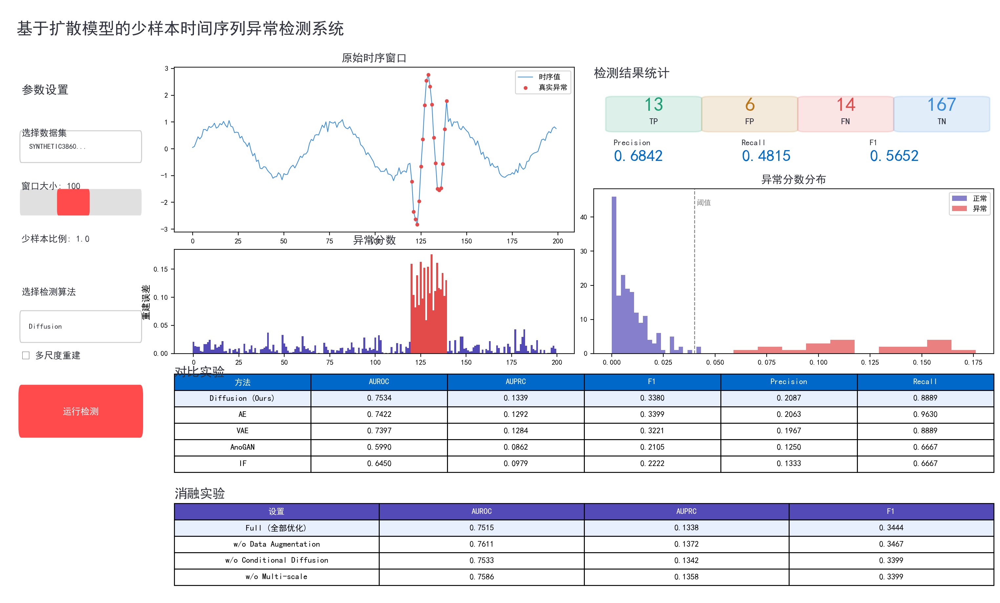 基于扩散模型的少样本时间序列异常检测系统
参数设置
选择数据集
SYNTHETIC3860...
窗口大小: 100
少样本比例: 1.0
选择检测算法
Diffusion
□ 多尺度重建
运行检测
原始时序窗口
时序值
真实异常
3
2
1
0
−1
−2
−3
0 25 50 75 100 125 150 175 200
异常分数
重建误差
0.15
0.10
0.05
0.00
0 25 50 75 100 125 150 175 200
检测结果统计
13 6 14 167
TP FP FN TN
Precision Recall F1
0.6842 0.4815 0.5652
异常分数分布
阈值
正常
异常
40
30
20
10
0
0.000 0.025 0.050 0.075 0.100 0.125 0.150 0.175
对比实验
方法 AUROC AUPRC F1 Precision Recall
Diffusion (Ours) 0.7534 0.1339 0.3380 0.2087 0.8889
AE 0.7422 0.1292 0.3399 0.2063 0.9630
VAE 0.7397 0.1284 0.3221 0.1967 0.8889
AnoGAN 0.5990 0.0862 0.2105 0.1250 0.6667
IF 0.6450 0.0979 0.2222 0.1333 0.6667
消融实验
设置 AUROC AUPRC F1
Full (全部优化) 0.7515 0.1338 0.3444
w/o Data Augmentation 0.7611 0.1372 0.3467
w/o Conditional Diffusion 0.7533 0.1342 0.3399
w/o Multi-scale 0.7586 0.1358 0.3399